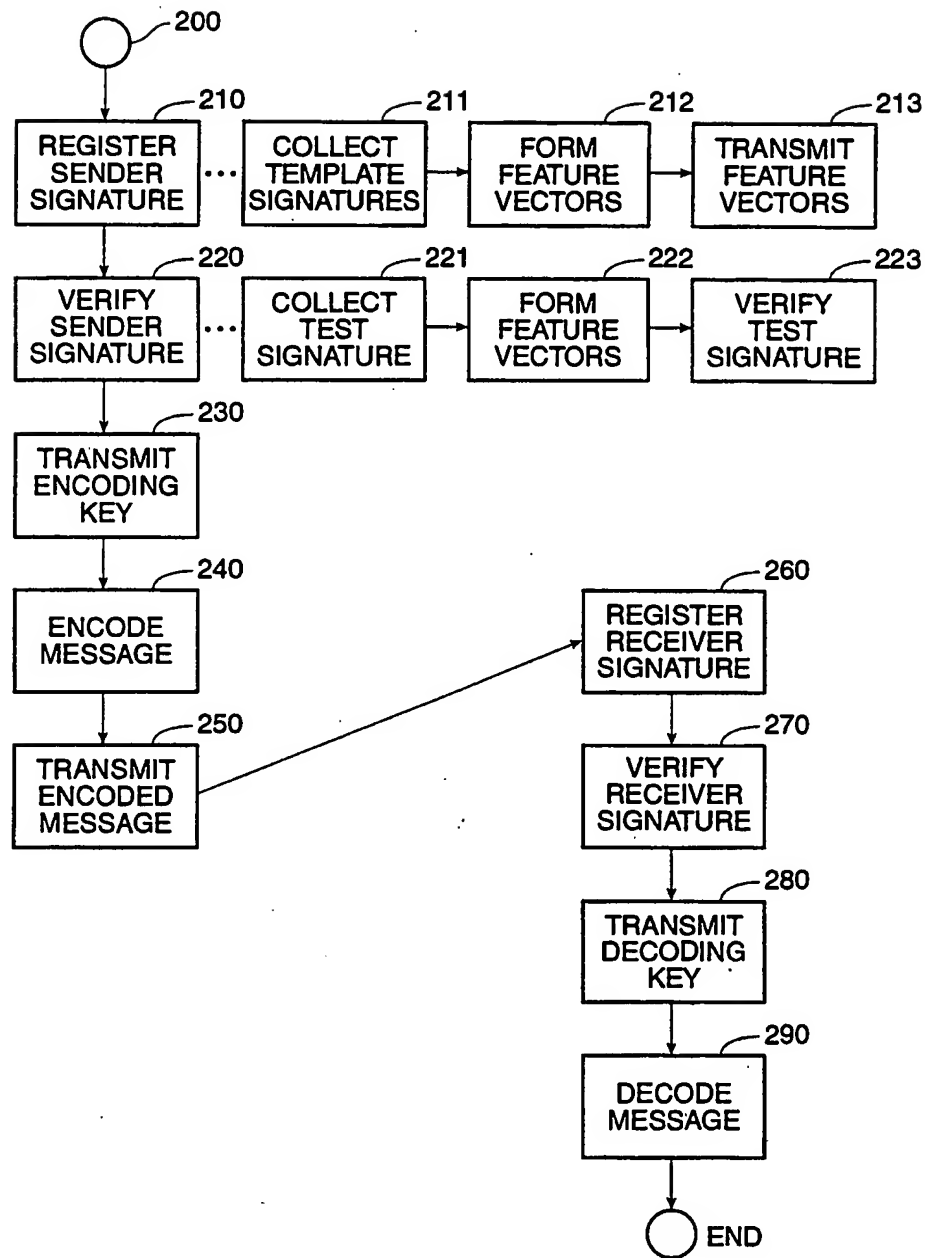 200
210
REGISTER
SENDER
SIGNATURE
...
211
COLLECT
TEMPLATE
SIGNATURES
212
FORM
FEATURE
VECTORS
213
TRANSMIT
FEATURE
VECTORS
220
VERIFY
SENDER
SIGNATURE
...
221
COLLECT
TEST
SIGNATURE
222
FORM
FEATURE
VECTORS
223
VERIFY
TEST
SIGNATURE
230
TRANSMIT
ENCODING
KEY
240
ENCODE
MESSAGE
250
TRANSMIT
ENCODED
MESSAGE
260
REGISTER
RECEIVER
SIGNATURE
270
VERIFY
RECEIVER
SIGNATURE
280
TRANSMIT
DECODING
KEY
290
DECODE
MESSAGE
END